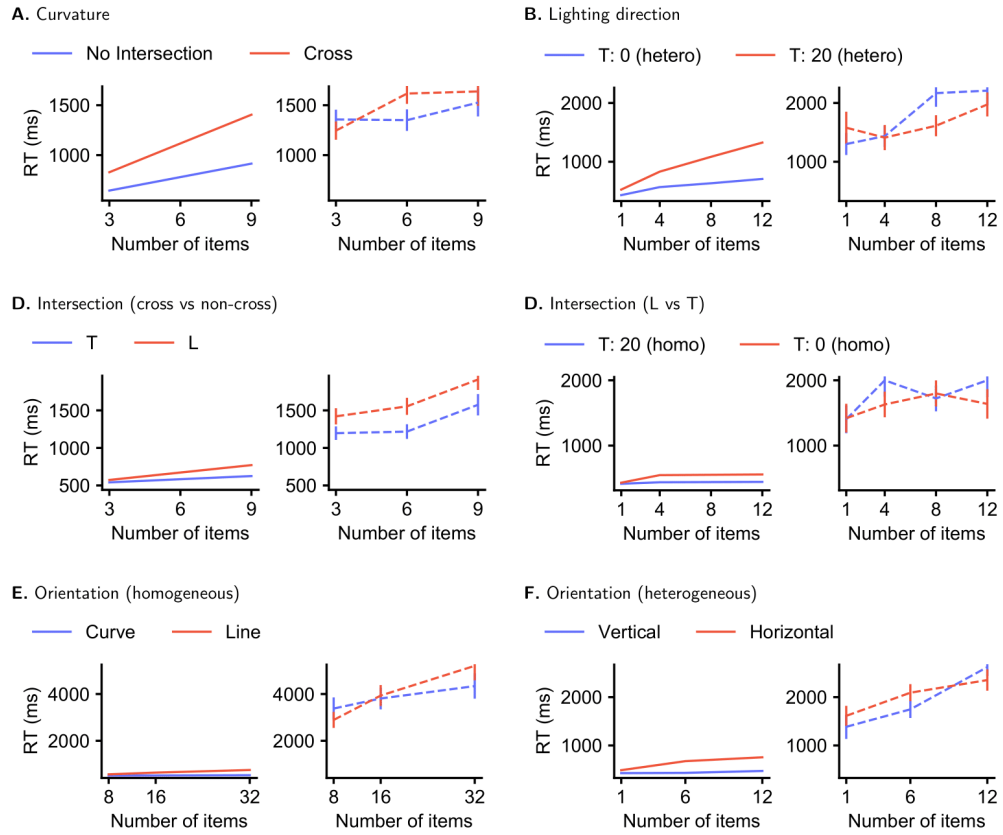 A. Curvature
B. Lighting direction
No Intersection
Cross
T: 0 (hetero)
T: 20 (hetero)
RT (ms)
1500
1000
1500
1000
3
6
9
3
6
9
Number of items
Number of items
RT (ms)
2000
1000
2000
1000
1
4
8
12
1
4
8
12
Number of items
Number of items
D. Intersection (cross vs non-cross)
D. Intersection (L vs T)
T
L
T: 20 (homo)
T: 0 (homo)
RT (ms)
1500
1000
500
1500
1000
500
3
6
9
3
6
9
Number of items
Number of items
RT (ms)
2000
1000
2000
1000
1
4
8
12
1
4
8
12
Number of items
Number of items
E. Orientation (homogeneous)
F. Orientation (heterogeneous)
Curve
Line
Vertical
Horizontal
RT (ms)
4000
2000
4000
2000
8
16
32
8
16
32
Number of items
Number of items
RT (ms)
2000
1000
2000
1000
1
6
12
1
6
12
Number of items
Number of items